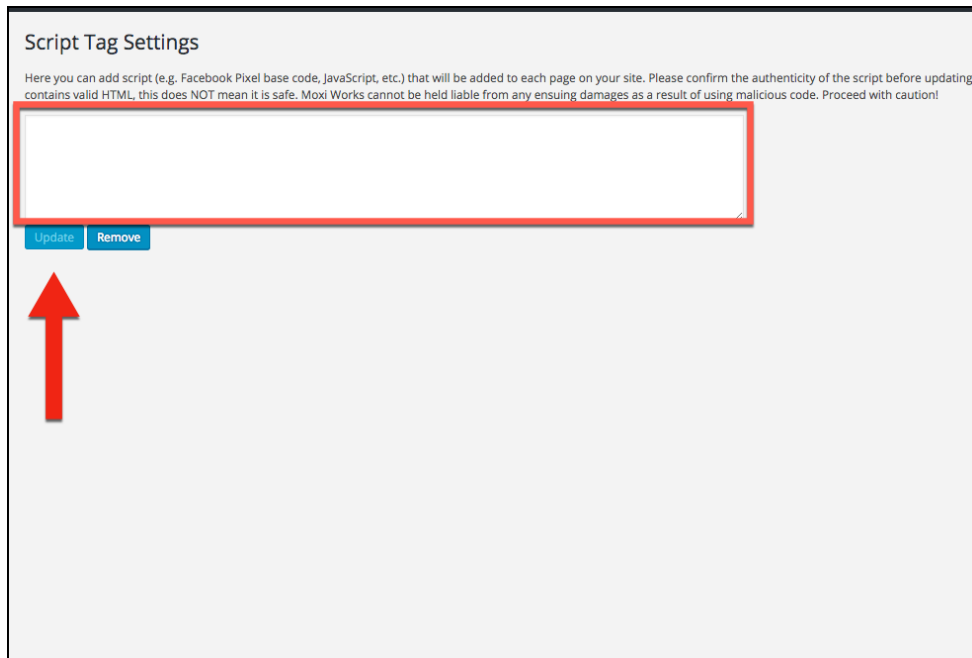 Script Tag Settings
Here you can add script (e.g. Facebook Pixel base code, JavaScript, etc.) that will be added to each page on your site. Please confirm the authenticity of the script before updating
contains valid HTML, this does NOT mean it is safe. Moxi Works cannot be held liable from any ensuing damages as a result of using malicious code. Proceed with caution!
Update Remove